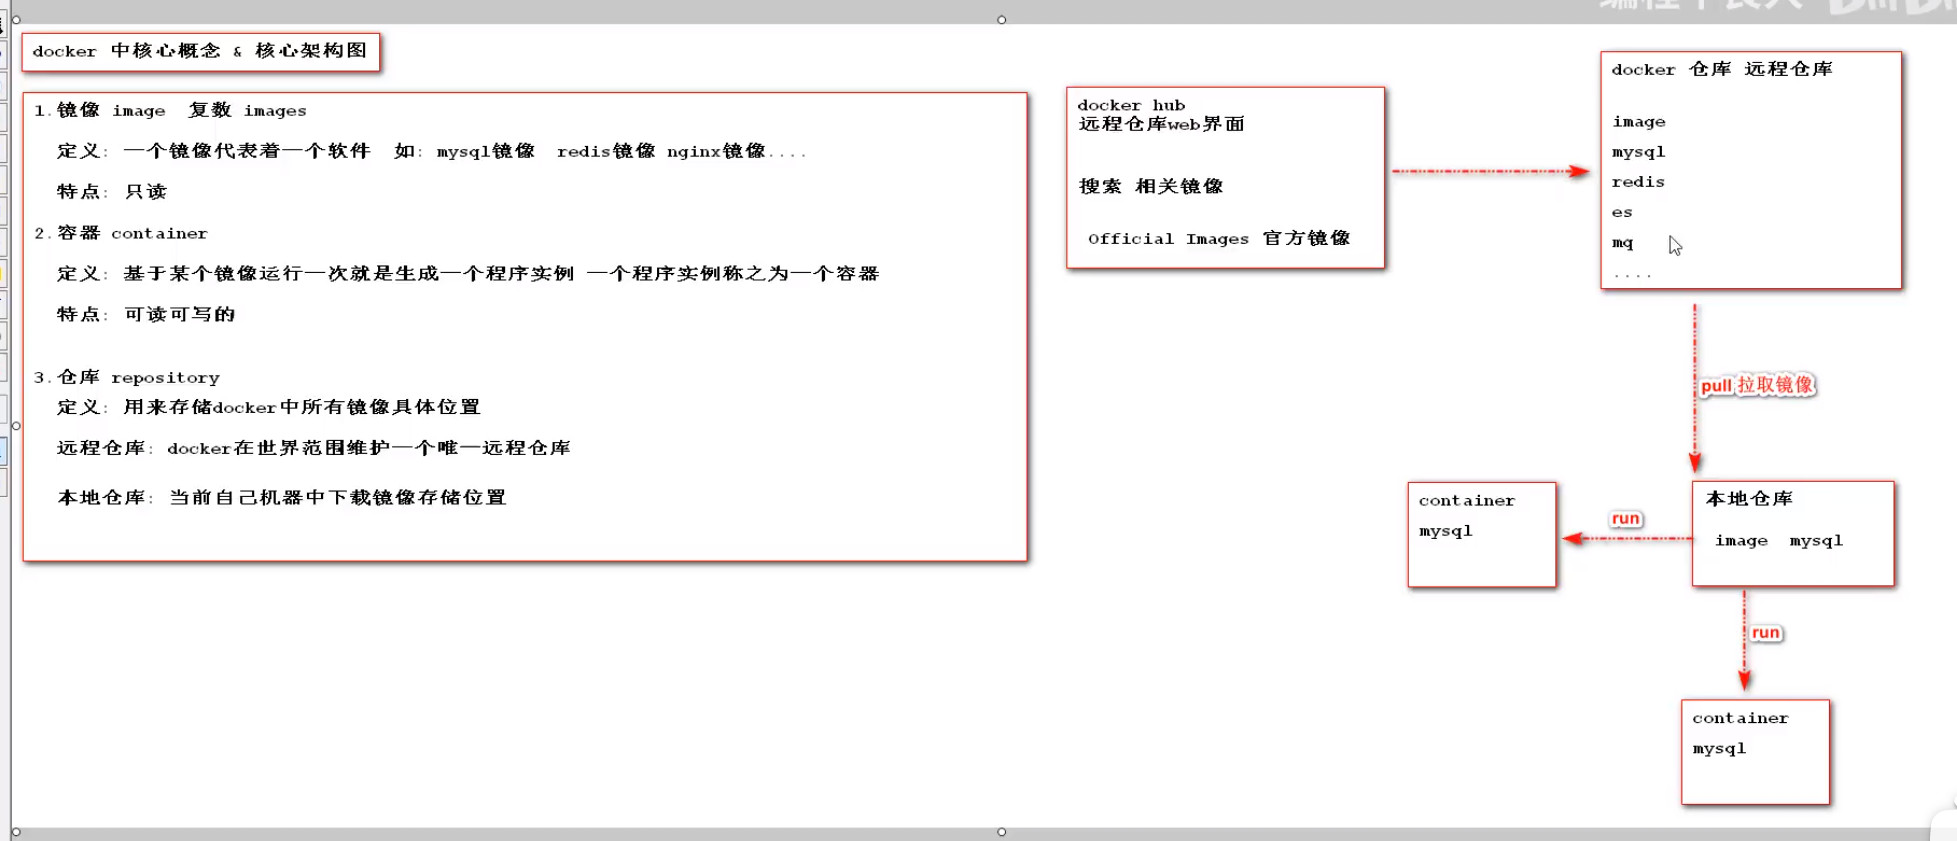 docker 中核心概念 & 核心架构图
1.镜像 image 复数 images
定义: 一个镜像代表着一个软件 如: mysql镜像 redis镜像 nginx镜像....
特点: 只读
2.容器 container
定义: 基于某个镜像运行一次就是生成一个程序实例 一个程序实例称之为一个容器
特点: 可读可写的
3.仓库 repository
定义: 用来存储docker中所有镜像具体位置
远程仓库: docker在世界范围维护一个唯一远程仓库
本地仓库: 当前自己机器中下载镜像存储位置
docker hub
远程仓库web界面
搜索 相关镜像
Official Images 官方镜像
docker 仓库 远程仓库
image
mysql
redis
es
mq
....
pull 拉取镜像
本地仓库
image mysql
run
container
mysql
run
container
mysql